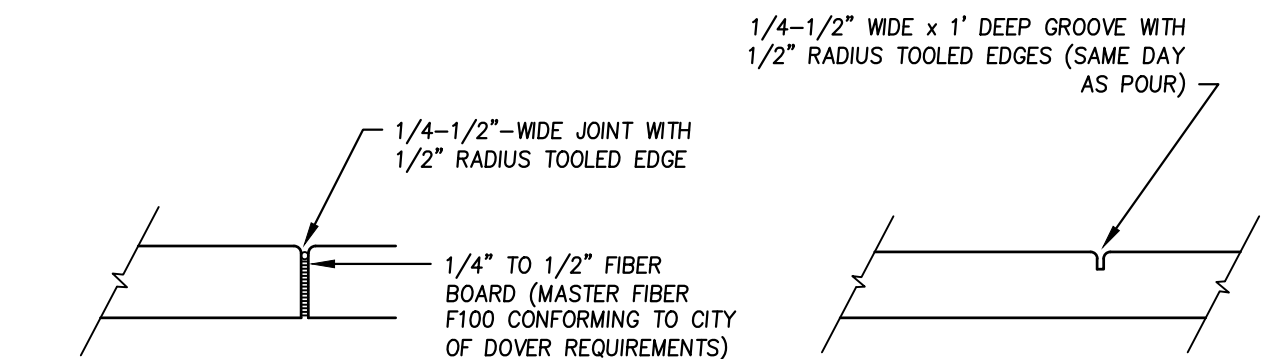 1/4-1/2" WIDE x 1' DEEP GROOVE WITH
1/2" RADIUS TOOLED EDGES (SAME DAY
AS POUR)
1/4-1/2"-WIDE JOINT WITH
1/2" RADIUS TOOLED EDGE
1/4" TO 1/2" FIBER
BOARD (MASTER FIBER
F100 CONFORMING TO CITY
OF DOVER REQUIREMENTS)